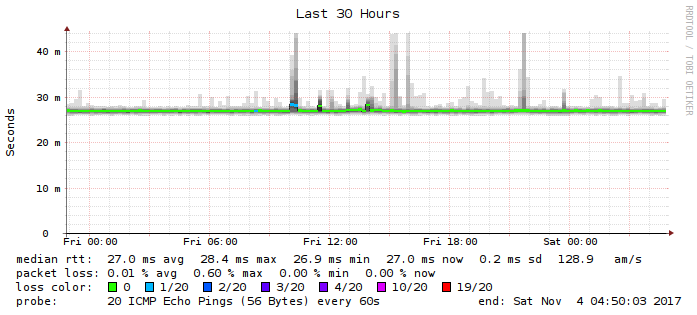 Last 30 Hours
RRDTOOL / TOBI OETIKER
Seconds
40 m
30 m
20 m
10 m
0
Fri 00:00 Fri 06:00 Fri 12:00 Fri 18:00 Sat 00:00
median rtt: 27.0 ms avg 28.4 ms max 26.9 ms min 27.0 ms now 0.2 ms sd 128.9 am/s
packet loss: 0.01 % avg 0.60 % max 0.00 % min 0.00 % now
loss color: 0 1/20 2/20 3/20 4/20 10/20 19/20
probe: 20 ICMP Echo Pings (56 Bytes) every 60s end: Sat Nov 4 04:50:03 2017